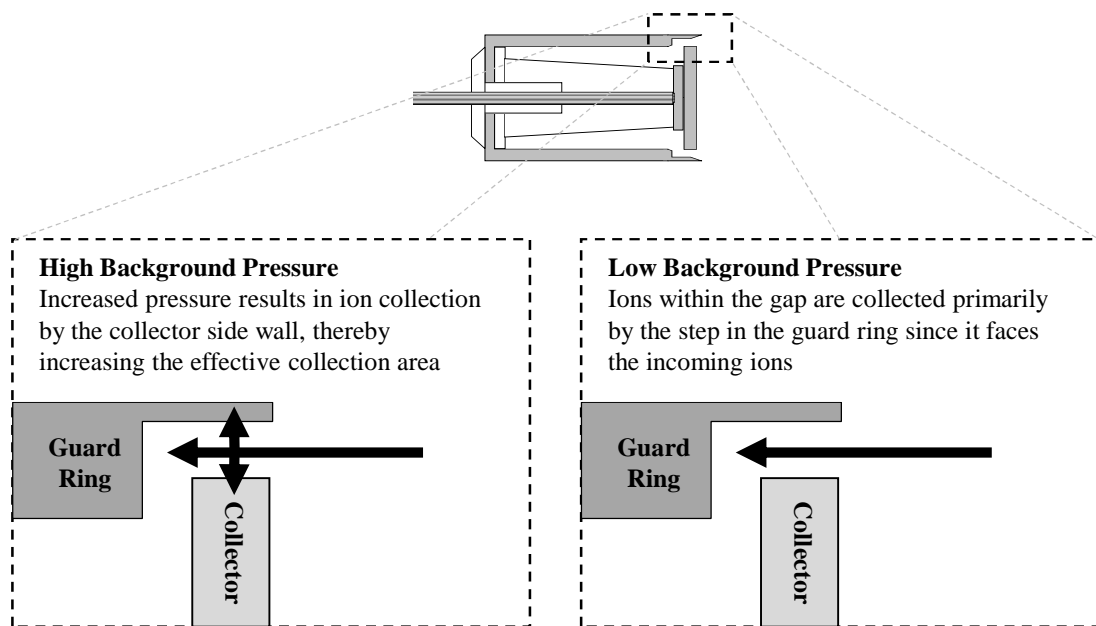 High Background Pressure
Increased pressure results in ion collection
by the collector side wall, thereby
increasing the effective collection area
Guard
Ring
Collector
Low Background Pressure
Ions within the gap are collected primarily
by the step in the guard ring since it faces
the incoming ions
Guard
Ring
Collector